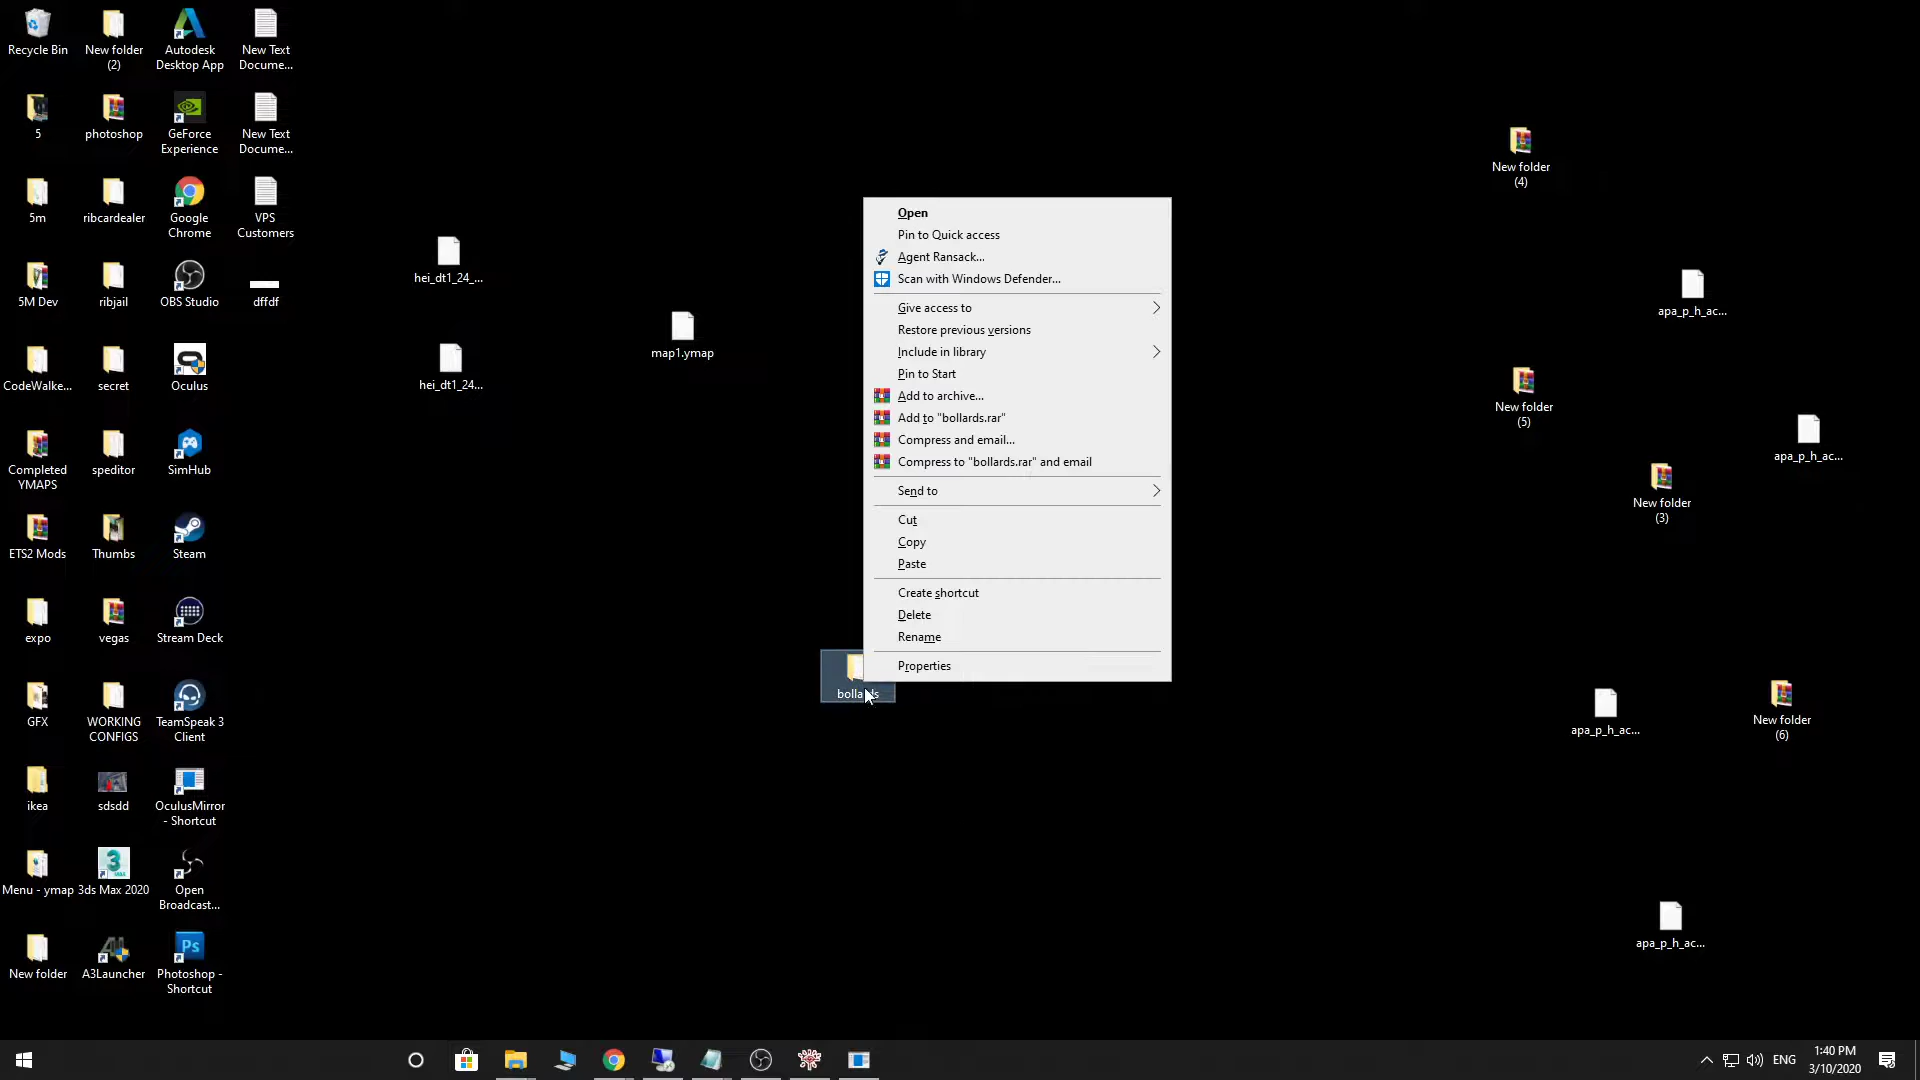 Recycle Bin
New folder
(2)
Autodesk
Desktop App
New Text
Docume...
5
photoshop
GeForce
Experience
New Text
Docume...
5m
ribcardealer
Google
Chrome
VPS
Customers
5M Dev
ribjail
OBS Studio
dffdf
CodeWalke...
secret
Oculus
Completed
YMAPS
speditor
SimHub
ETS2 Mods
Thumbs
Steam
expo
vegas
Stream Deck
GFX
WORKING
CONFIGS
TeamSpeak 3
Client
ikea
sdsdd
OculusMirror
- Shortcut
Menu - ymap
3ds Max 2020
Open
Broadcast...
New folder
A3Launcher
Photoshop -
Shortcut
hei_dt1_24_...
hei_dt1_24...
map1.ymap
bollards
Open
Pin to Quick access
Agent Ransack...
Scan with Windows Defender...
Give access to
Restore previous versions
Include in library
Pin to Start
Add to archive...
Add to "bollards.rar"
Compress and email...
Compress to "bollards.rar" and email
Send to
Cut
Copy
Paste
Create shortcut
Delete
Rename
Properties
New folder
(4)
apa_p_h_ac...
New folder
(5)
apa_p_h_ac...
New folder
(3)
apa_p_h_ac...
New folder
(6)
apa_p_h_ac...
ENG
1:40 PM
3/10/2020